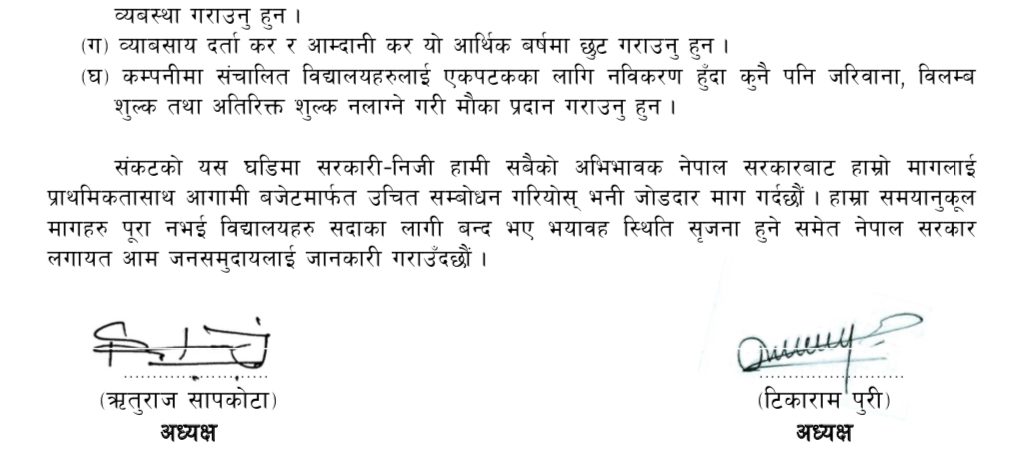 व्यबस्था गराउनु हुन ।
(ग) व्याबसाय दर्ता कर र आम्दानी कर यो आर्थिक बर्षमा छुट गराउनु हुन ।
(घ) कम्पनीमा संचालित विद्यालयहरुलाई एकपटकका लागि नविकरण हुँदा कुनै पनि जरिवाना, विलम्ब
शुल्क तथा अतिरिक्त शुल्क नलाग्ने गरी मौका प्रदान गराउनु हुन ।
संकटको यस घडिमा सरकारी-निजी हामी सबैको अभिभावक नेपाल सरकारबाट हाम्रो मागलाई
प्राथमिकतासाथ आगामी बजेटमार्फत उचित सम्बोधन गरियोस् भनी जोडदार माग गर्दछौं । हाम्रा समयानुकूल
मागहरु पूरा नभई विद्यालयहरु सदाका लागी बन्द भए भयावह स्थिति सृजना हुने समेत नेपाल सरकार
लगायत आम जनसमुदायलाई जानकारी गराउँदछौं ।
(ऋतुराज सापकोटा) (टिकाराम पुरी)
अध्यक्ष अध्यक्ष